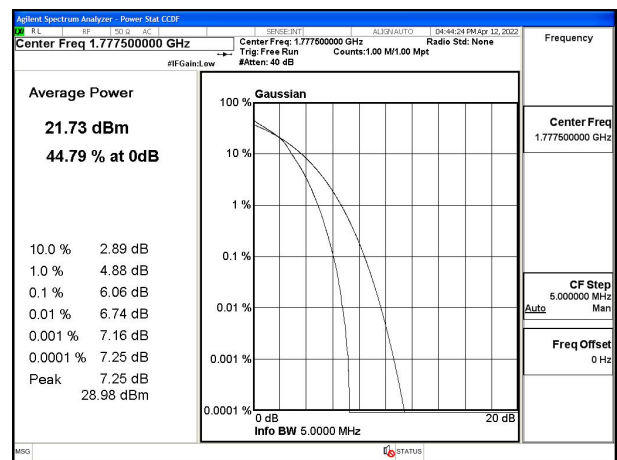 Agilent Spectrum Analyzer - Power Stat CCDF
LXI RL RF 50 Ω AC SENSE:INT ALIGN AUTO 04:44:24 PM Apr 12, 2022
Center Freq 1.777500000 GHz
Center Freq: 1.777500000 GHz Radio Std: None
Trig: Free Run Counts:1.00 M/1.00 Mpt
#IFGain:Low #Atten: 40 dB
Frequency
Average Power
21.73 dBm
44.79 % at 0dB
10.0 % 2.89 dB
1.0 % 4.88 dB
0.1 % 6.06 dB
0.01 % 6.74 dB
0.001 % 7.16 dB
0.0001 % 7.25 dB
Peak 7.25 dB
28.98 dBm
Gaussian
100 %
10 %
1 %
0.1 %
0.01 %
0.001 %
0.0001 %
0 dB 20 dB
Info BW 5.0000 MHz
Center Freq
1.777500000 GHz
CF Step
5.000000 MHz
Auto Man
Freq Offset
0 Hz
MSG STATUS